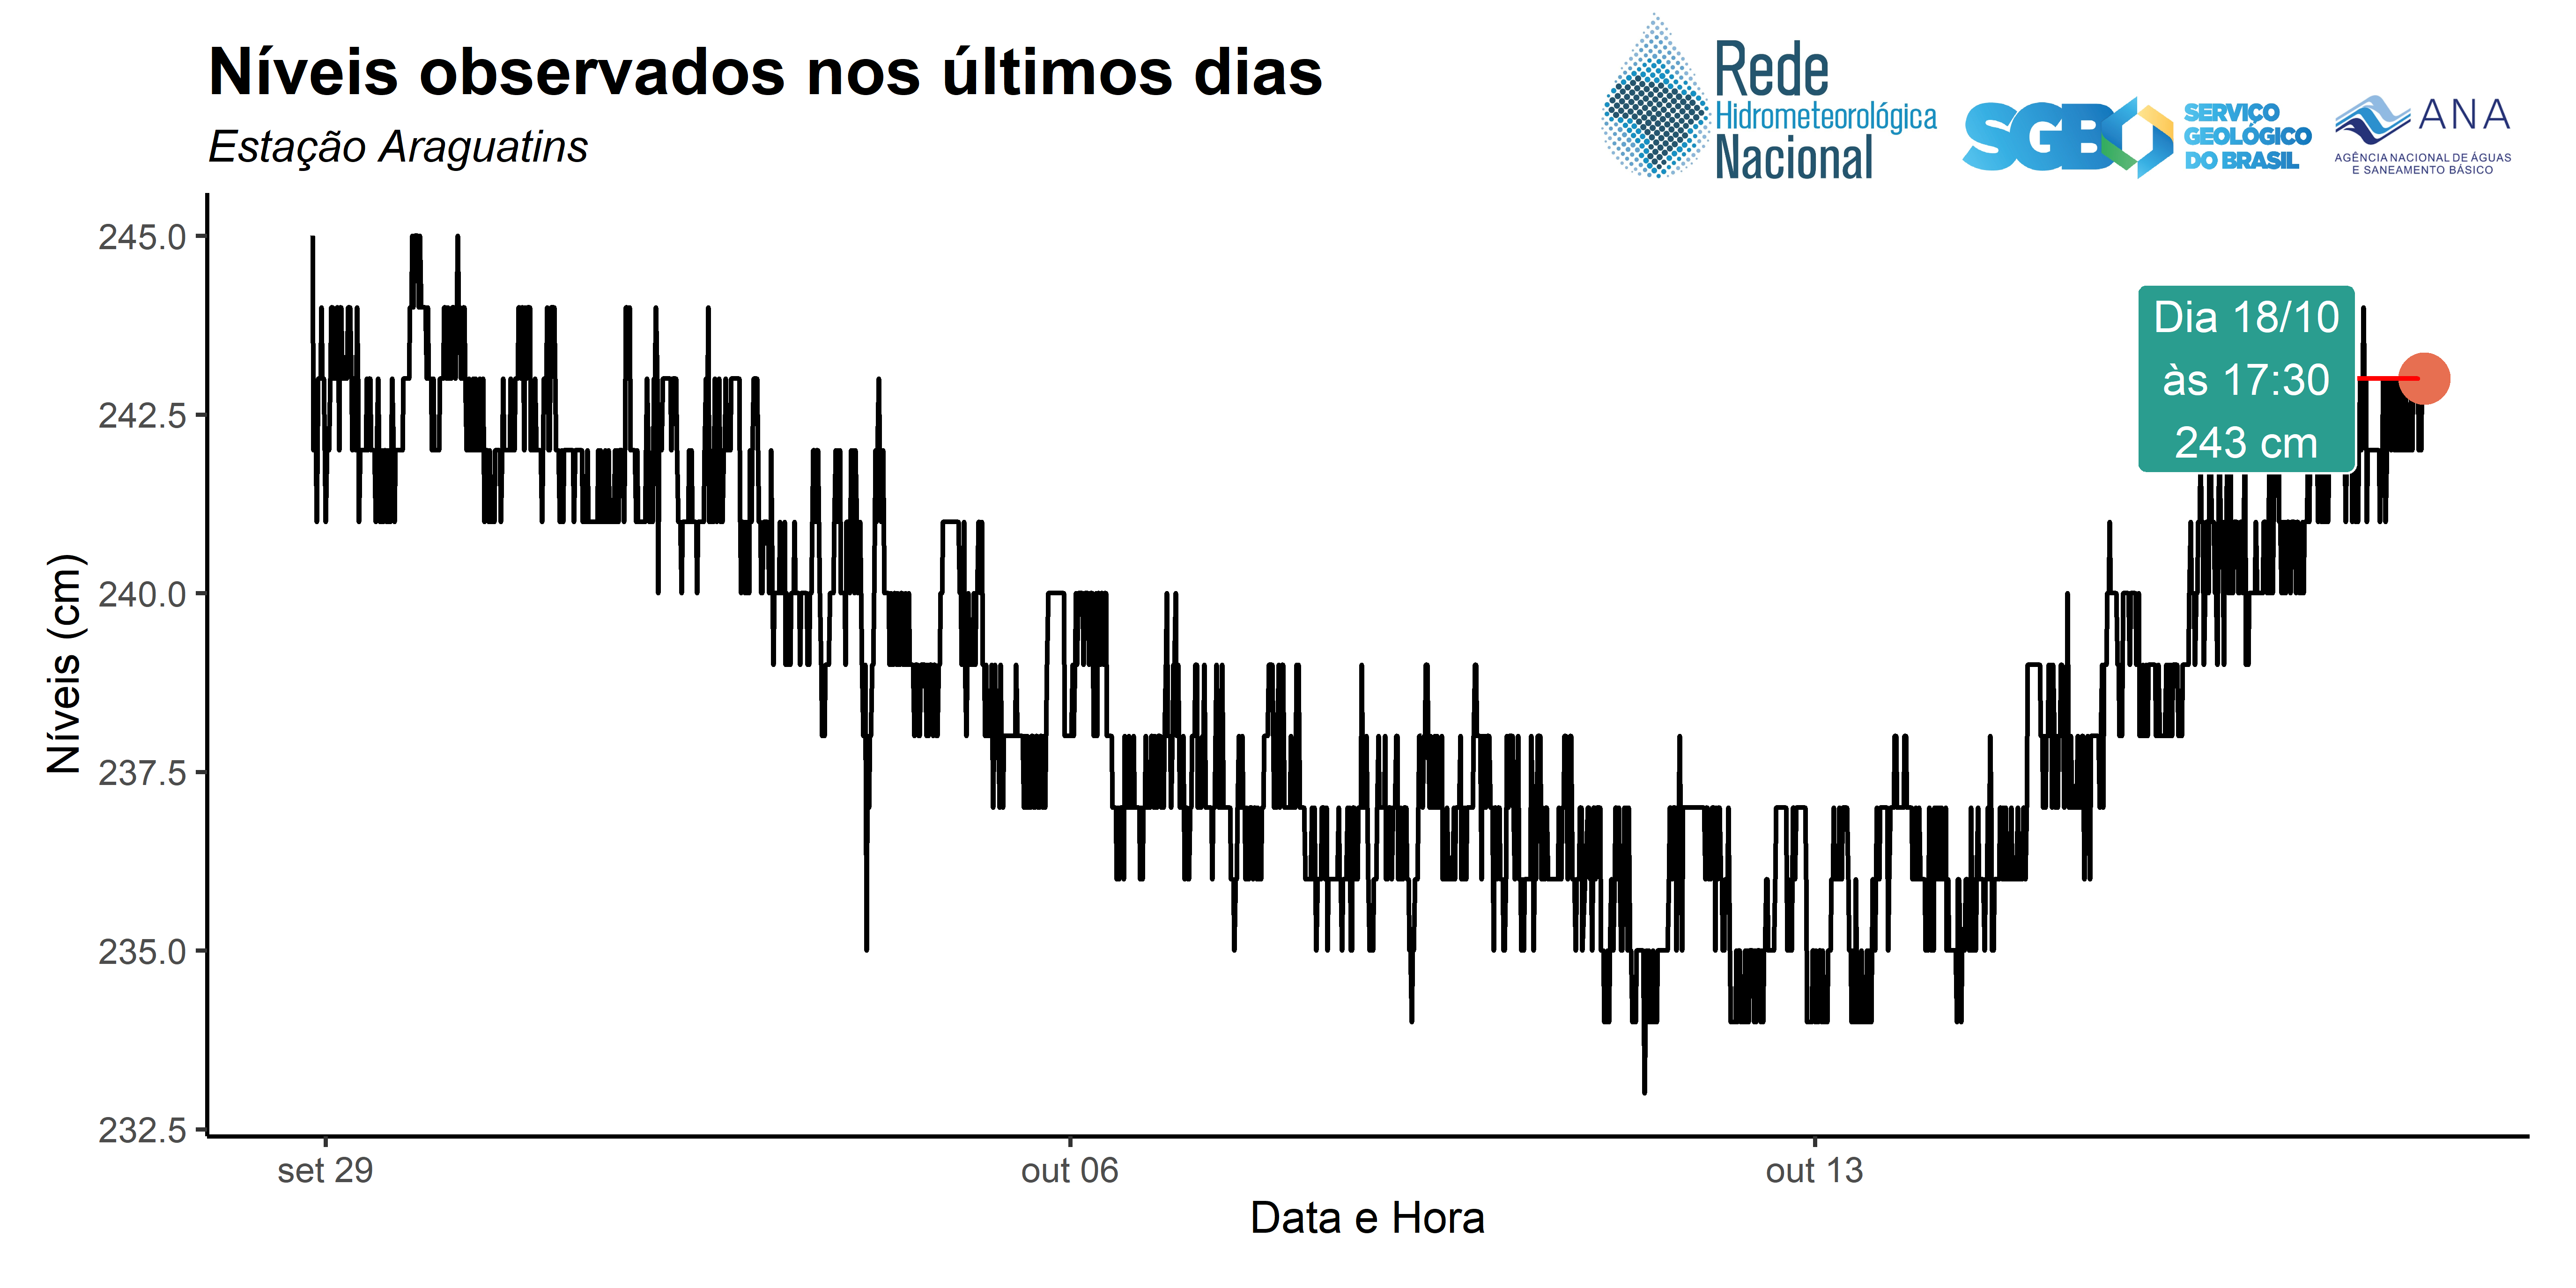 Níveis observados nos últimos dias
Estação Araguatins
Rede
Hidrometeorológica
Nacional
SGB
SERVIÇO
GEOLÓGICO
DO BRASIL
ANA
AGÊNCIA NACIONAL DE ÁGUAS
E SANEAMENTO BÁSICO
Níveis (cm)
245.0
242.5
240.0
237.5
235.0
232.5
Dia 18/10
às 17:30
243 cm
set 29
out 06
out 13
Data e Hora